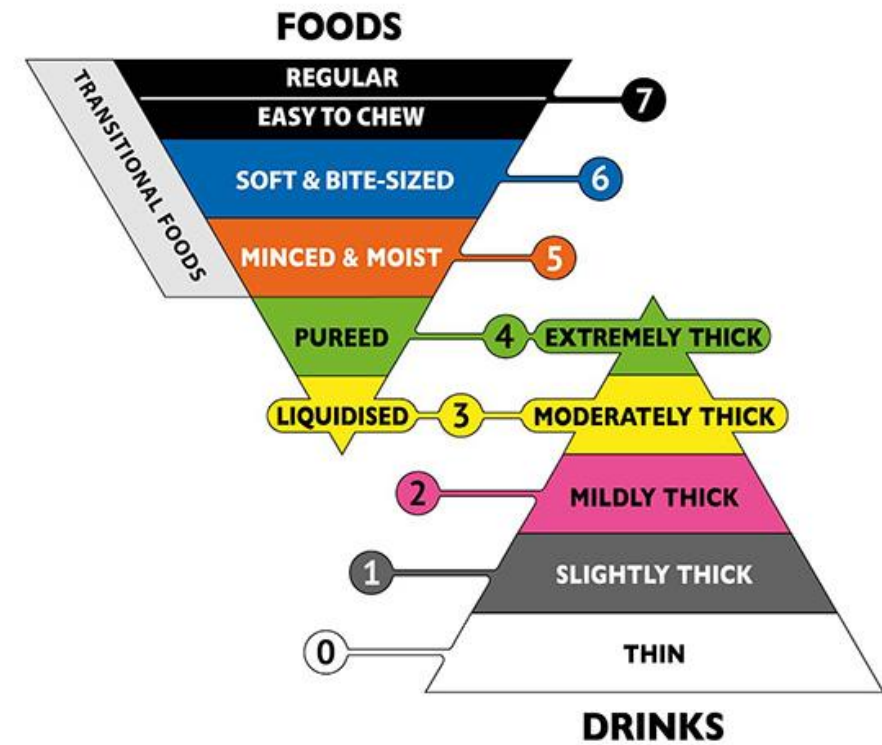 FOODS
TRANSITIONAL FOODS
REGULAR
7
EASY TO CHEW
SOFT & BITE-SIZED
6
MINCED & MOIST
5
PUREED
4
EXTREMELY THICK
LIQUIDISED
3
MODERATELY THICK
2
MILDLY THICK
1
SLIGHTLY THICK
0
THIN
DRINKS